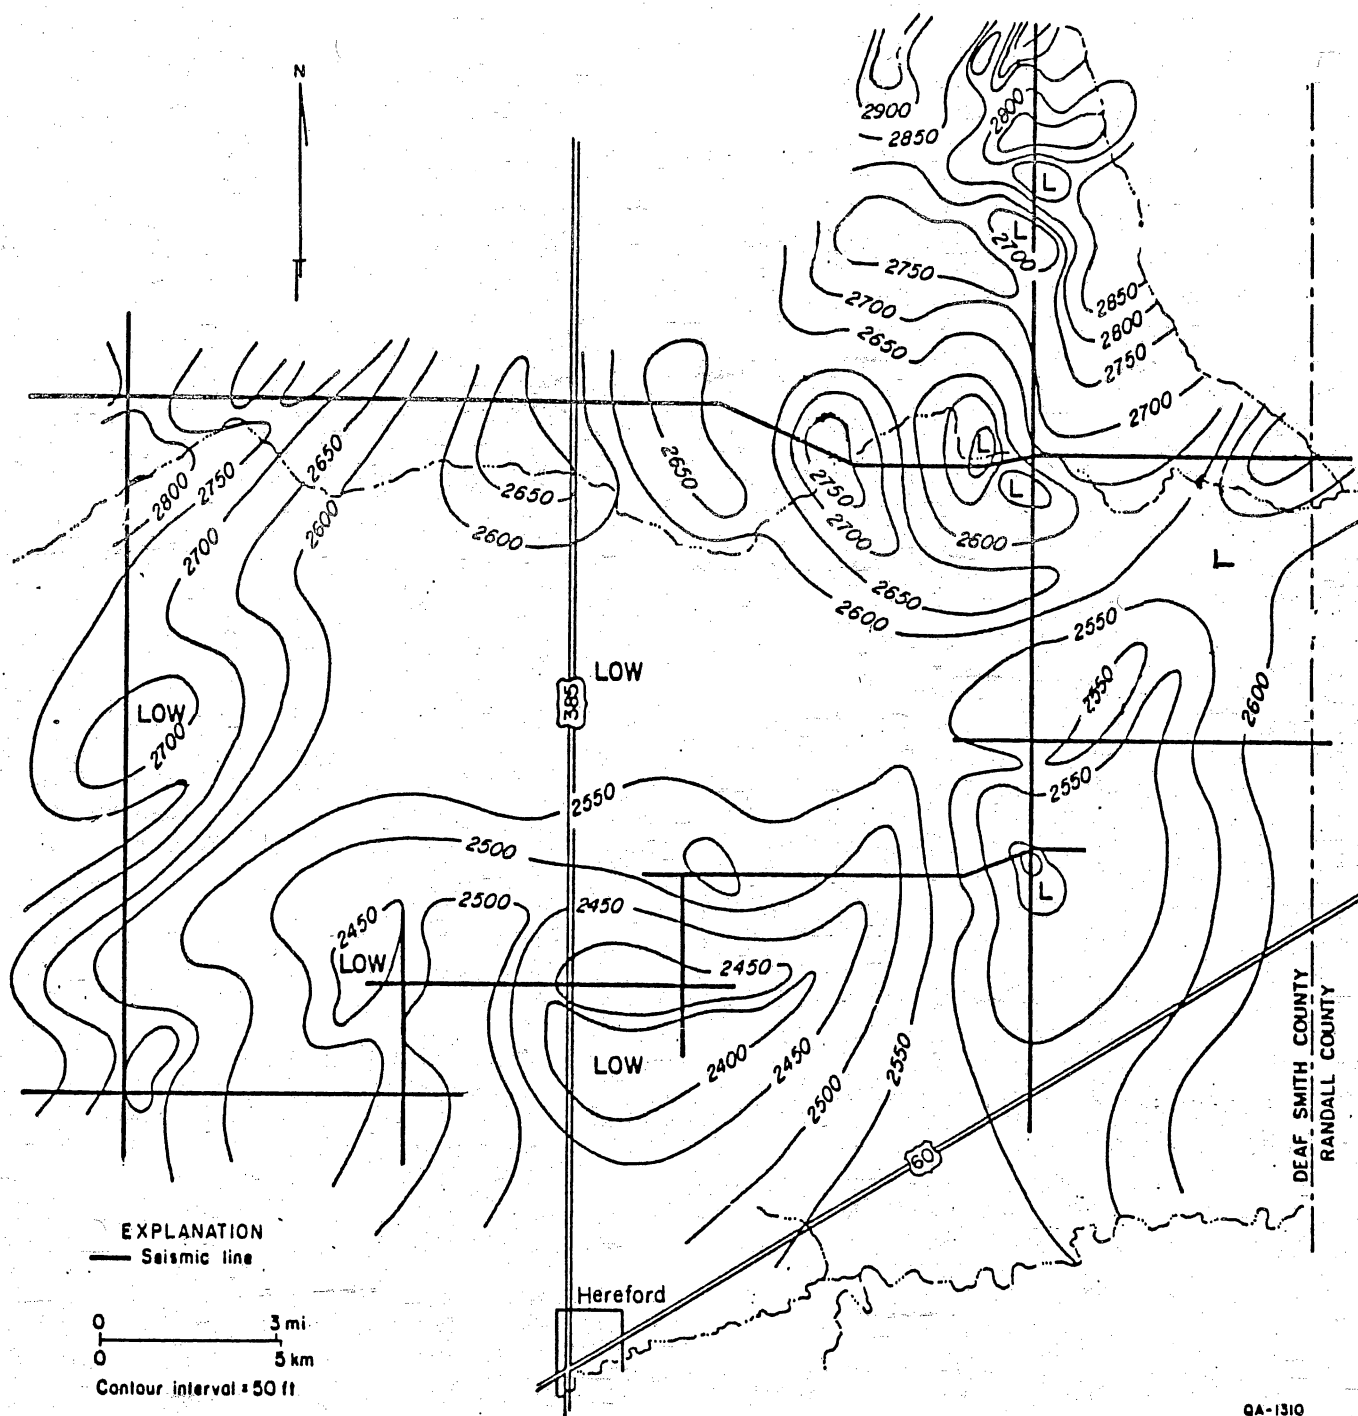 N
2900
2850
2800
L
L
2700
2750
2700
2650
2850
2800
2750
2700
2650
2750
2800
2700
2600
2650
2600
2650
2750
2700
L
L
2600
2650
2600
L
2550
2550
2600
LOW
385
LOW
2700
2550
2550
2500
2500
2450
2450
LOW
2450
L
LOW
2400
2450
2500
2550
60
DEAF SMITH COUNTY
RANDALL COUNTY
EXPLANATION
Seismic line
Hereford
0 3 mi
0 5 km
Contour interval = 50 ft
QA-1310